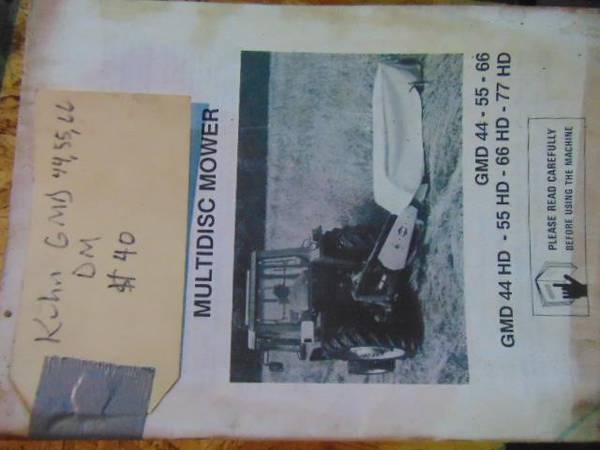 Kuhn GMD 44, 55, 66
DM
$40
MULTIDISC MOWER
GMD 44 - 55 - 66
GMD 44 HD - 55 HD - 66 HD - 77 HD
PLEASE READ CAREFULLY
BEFORE USING THE MACHINE